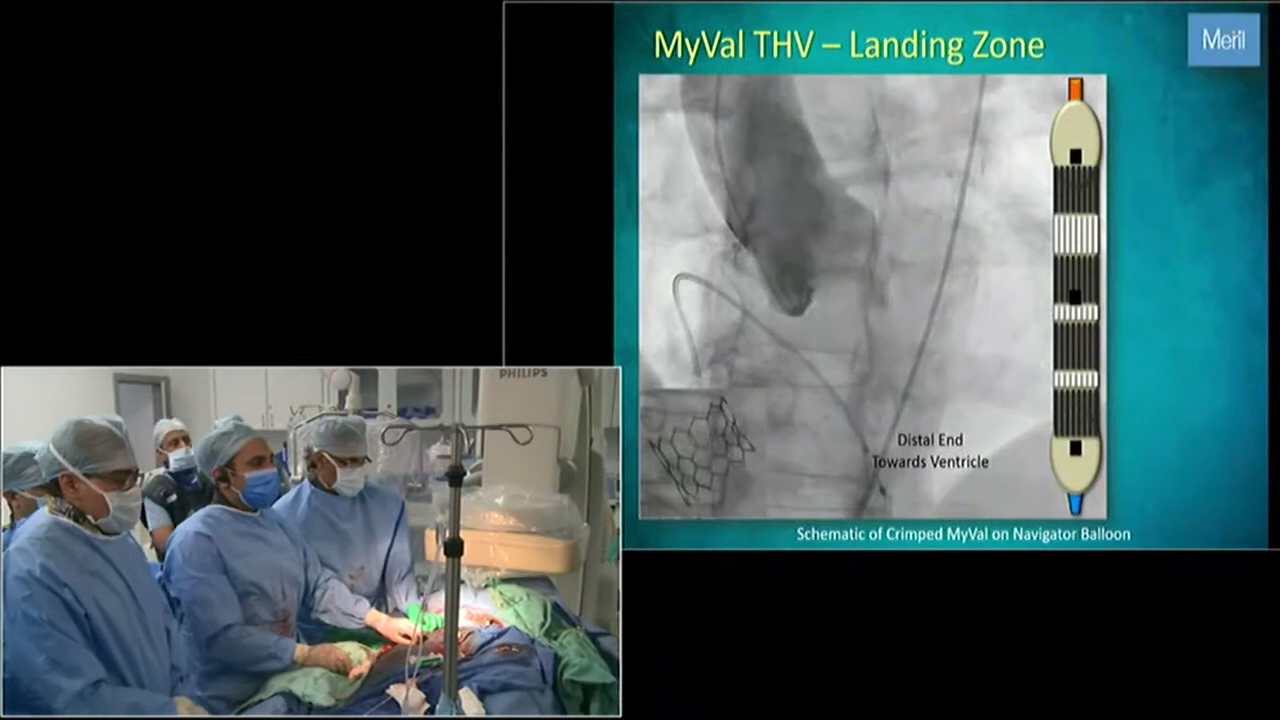 MyVal THV – Landing Zone
Meril
Distal End
Towards Ventricle
Schematic of Crimped MyVal on Navigator Balloon
PHILIPS